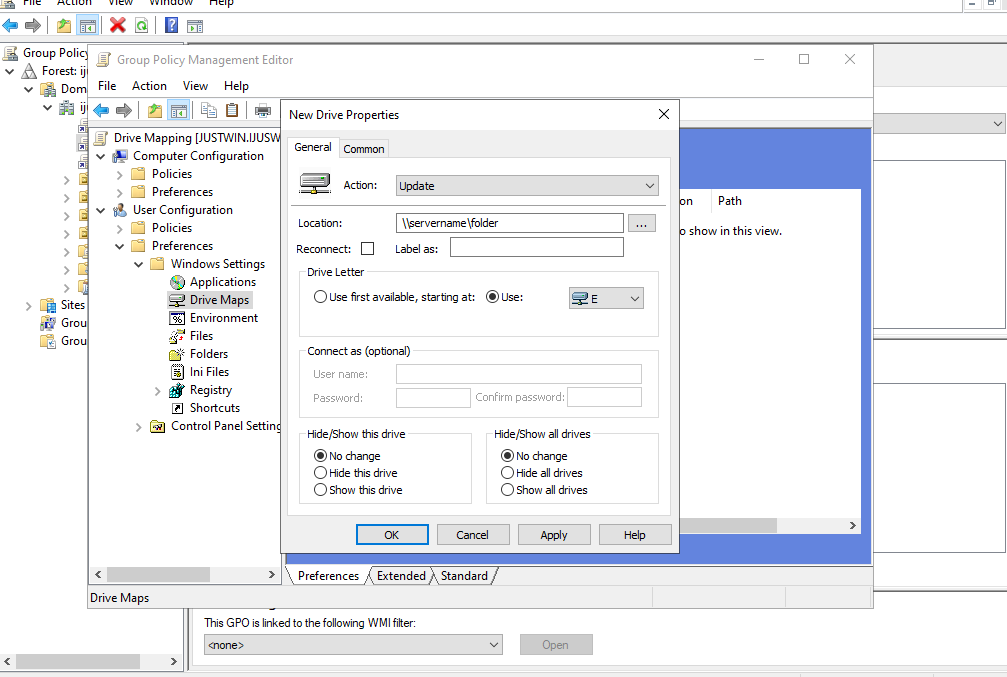 File Action View Window Help
Group Policy
Forest: ij
Dom
ij
Sites
Grou
Grou
Group Policy Management Editor
File Action View Help
Drive Mapping [JUSTWIN.IJUSW
Computer Configuration
Policies
Preferences
User Configuration
Policies
Preferences
Windows Settings
Applications
Drive Maps
Environment
Files
Folders
Ini Files
Registry
Shortcuts
Control Panel Setting
New Drive Properties
General Common
Action: Update
Location: \\servername\folder ...
Reconnect: Label as:
Drive Letter
Use first available, starting at: Use: E
Connect as (optional)
User name:
Password: Confirm password:
Hide/Show this drive
No change
Hide this drive
Show this drive
Hide/Show all drives
No change
Hide all drives
Show all drives
OK Cancel Apply Help
on Path
o show in this view.
Preferences Extended Standard
Drive Maps
This GPO is linked to the following WMI filter:
<none> Open